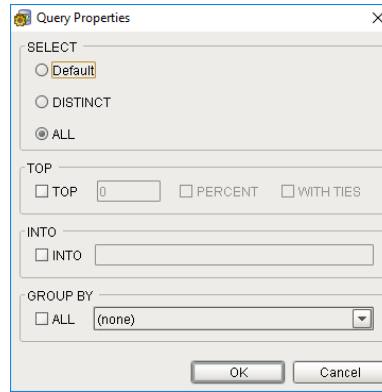 Query Properties
SELECT
Default
DISTINCT
ALL
TOP
TOP 0 PERCENT WITH TIES
INTO
INTO
GROUP BY
ALL (none)
OK Cancel